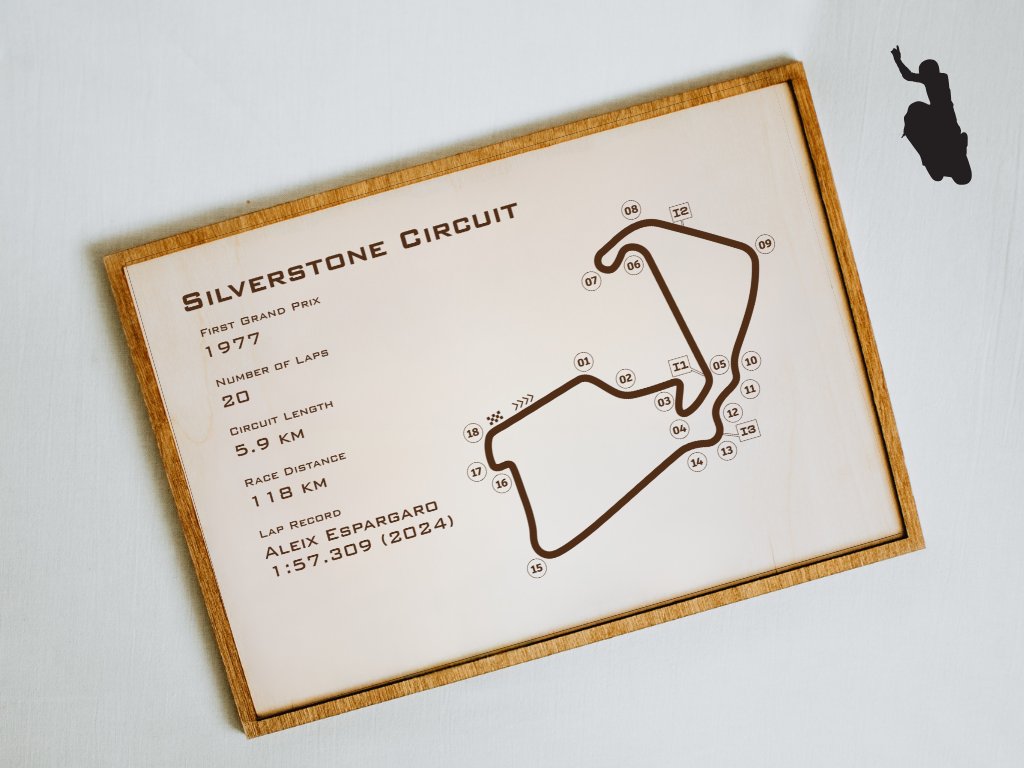 Silverstone Circuit
First Grand Prix
1977
Number of Laps
20
Circuit Length
5.9 km
Race Distance
118 km
Lap Record
Aleix Espargaro
1:57.309 (2024)
08
I2
09
06
07
01
I1
05
10
02
11
03
12
18
04
I3
13
14
17
16
15